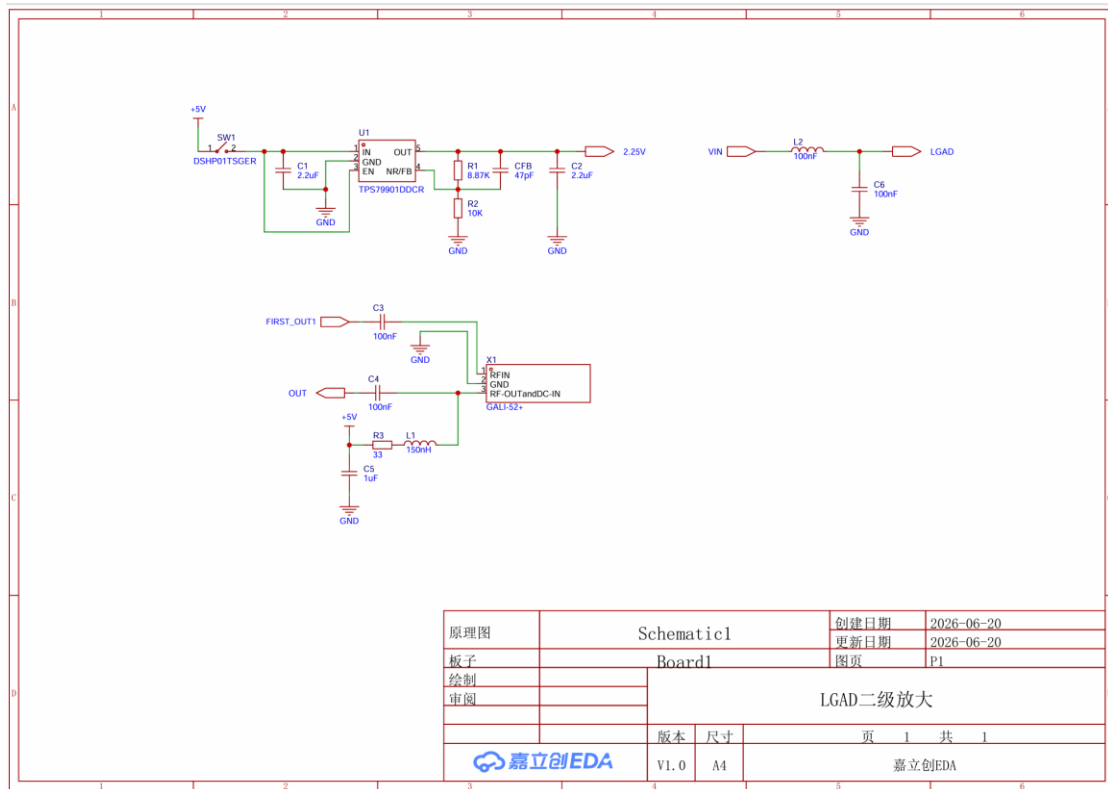 1 2 3 4 5 6
A
B
C
D
+5V
SW1
1 2
DSHP01TSGER
C1
2.2uF
GND
U1
1 IN OUT 5
2 GND
3 EN NR/FB 4
TPS79901DDCR
R1
8.87K
CFB
47pF
C2
2.2uF
2.25V
R2
10K
GND
GND
VIN
L2
100nF
LGAD
C6
100nF
GND
FIRST_OUT1
C3
100nF
GND
X1
1 RFIN
2 GND
3 RF-OUTandDC-IN
GALI-52+
OUT
C4
100nF
+5V
R3
33
L1
150nH
C5
1uF
GND
原理图 Schematic1 创建日期 2026-06-20
更新日期 2026-06-20
板子 Board1 图页 P1
绘制
审阅
LGAD二级放大
版本 尺寸 页 1 共 1
嘉立创EDA V1.0 A4 嘉立创EDA
1 2 3 4 5 6